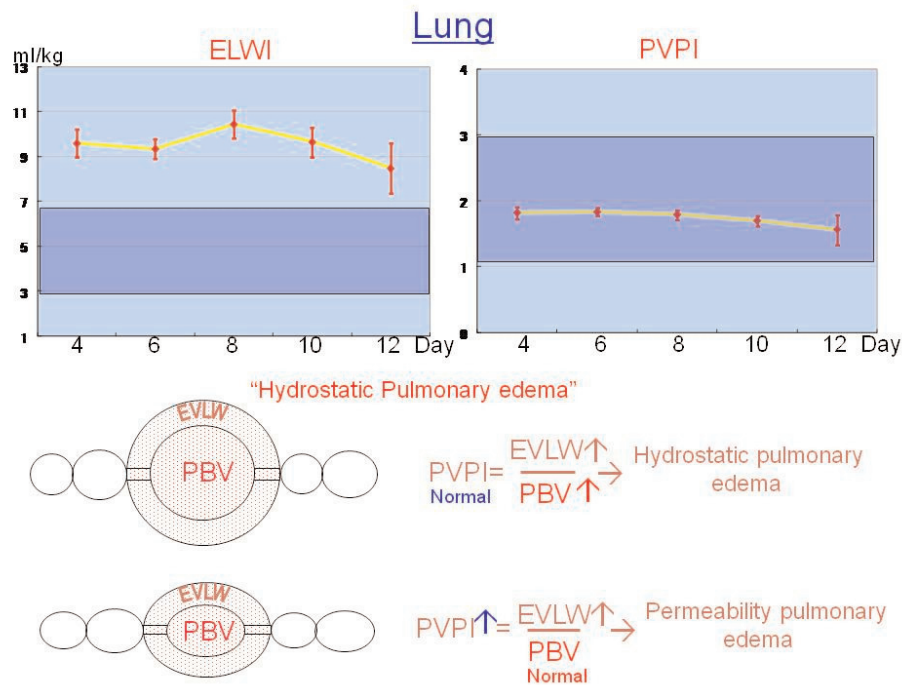 Lung
ELWI
PVPI
ml/kg
13
11
9
7
5
3
1
4 6 8 10 12 Day
4
3
2
1
0
4 6 8 10 12 Day
“Hydrostatic Pulmonary edema”
EVLW
PBV
PVPI= EVLW↑ → Hydrostatic pulmonary
Normal PBV↑ edema
EVLW
PBV
PVPI↑= EVLW↑ → Permeability pulmonary
PBV edema
Normal